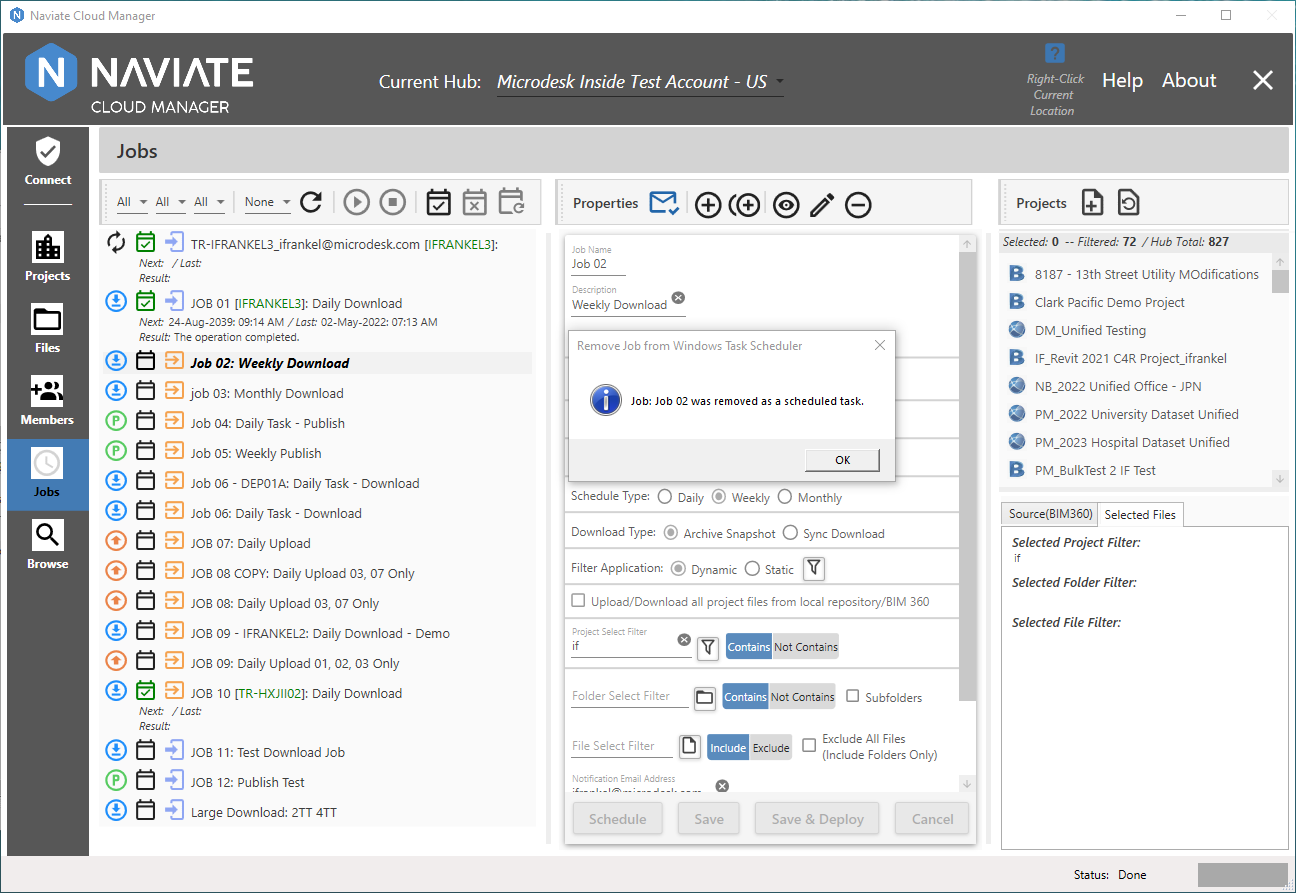 Naviate Cloud Manager
N NAVIATE
CLOUD MANAGER
Current Hub: Microdesk Inside Test Account - US
?
Right-Click
Current
Location
Help About
Connect
Projects
Files
Members
Jobs
Browse
Jobs
All All All None
TR-IFRANKEL3_ifrankel@microdesk.com [IFRANKEL3]:
Next: / Last:
Result:
JOB 01 [IFRANKEL3]: Daily Download
Next: 24-Aug-2039: 09:14 AM / Last: 02-May-2022: 07:13 AM
Result: The operation completed.
Job 02: Weekly Download
job 03: Monthly Download
P Job 04: Daily Task - Publish
P Job 05: Weekly Publish
Job 06 - DEP01A: Daily Task - Download
Job 06: Daily Task - Download
JOB 07: Daily Upload
JOB 08 COPY: Daily Upload 03, 07 Only
JOB 08: Daily Upload 03, 07 Only
JOB 09 - IFRANKEL2: Daily Download - Demo
JOB 09: Daily Upload 01, 02, 03 Only
JOB 10 [TR-HXJII02]: Daily Download
Next: / Last:
Result:
JOB 11: Test Download Job
P JOB 12: Publish Test
Large Download: 2TT 4TT
Properties
Job Name
Job 02
Description
Weekly Download
Remove Job from Windows Task Scheduler
Job: Job 02 was removed as a scheduled task.
OK
Schedule Type: Daily Weekly Monthly
Download Type: Archive Snapshot Sync Download
Filter Application: Dynamic Static
Upload/Download all project files from local repository/BIM 360
Project Select Filter
if
Contains Not Contains
Folder Select Filter
Contains Not Contains Subfolders
File Select Filter
Include Exclude
Exclude All Files
(Include Folders Only)
Notification Email Address
ifrankel@microdesk.com
Schedule Save Save & Deploy Cancel
Projects
Selected: 0 -- Filtered: 72 / Hub Total: 827
B 8187 - 13th Street Utility MOdifications
B Clark Pacific Demo Project
DM_Unified Testing
B IF_Revit 2021 C4R Project_ifrankel
NB_2022 Unified Office - JPN
PM_2022 University Dataset Unified
PM_2023 Hospital Dataset Unified
B PM_BulkTest 2 IF Test
Source(BIM360) Selected Files
Selected Project Filter:
if
Selected Folder Filter:
Selected File Filter:
Status: Done